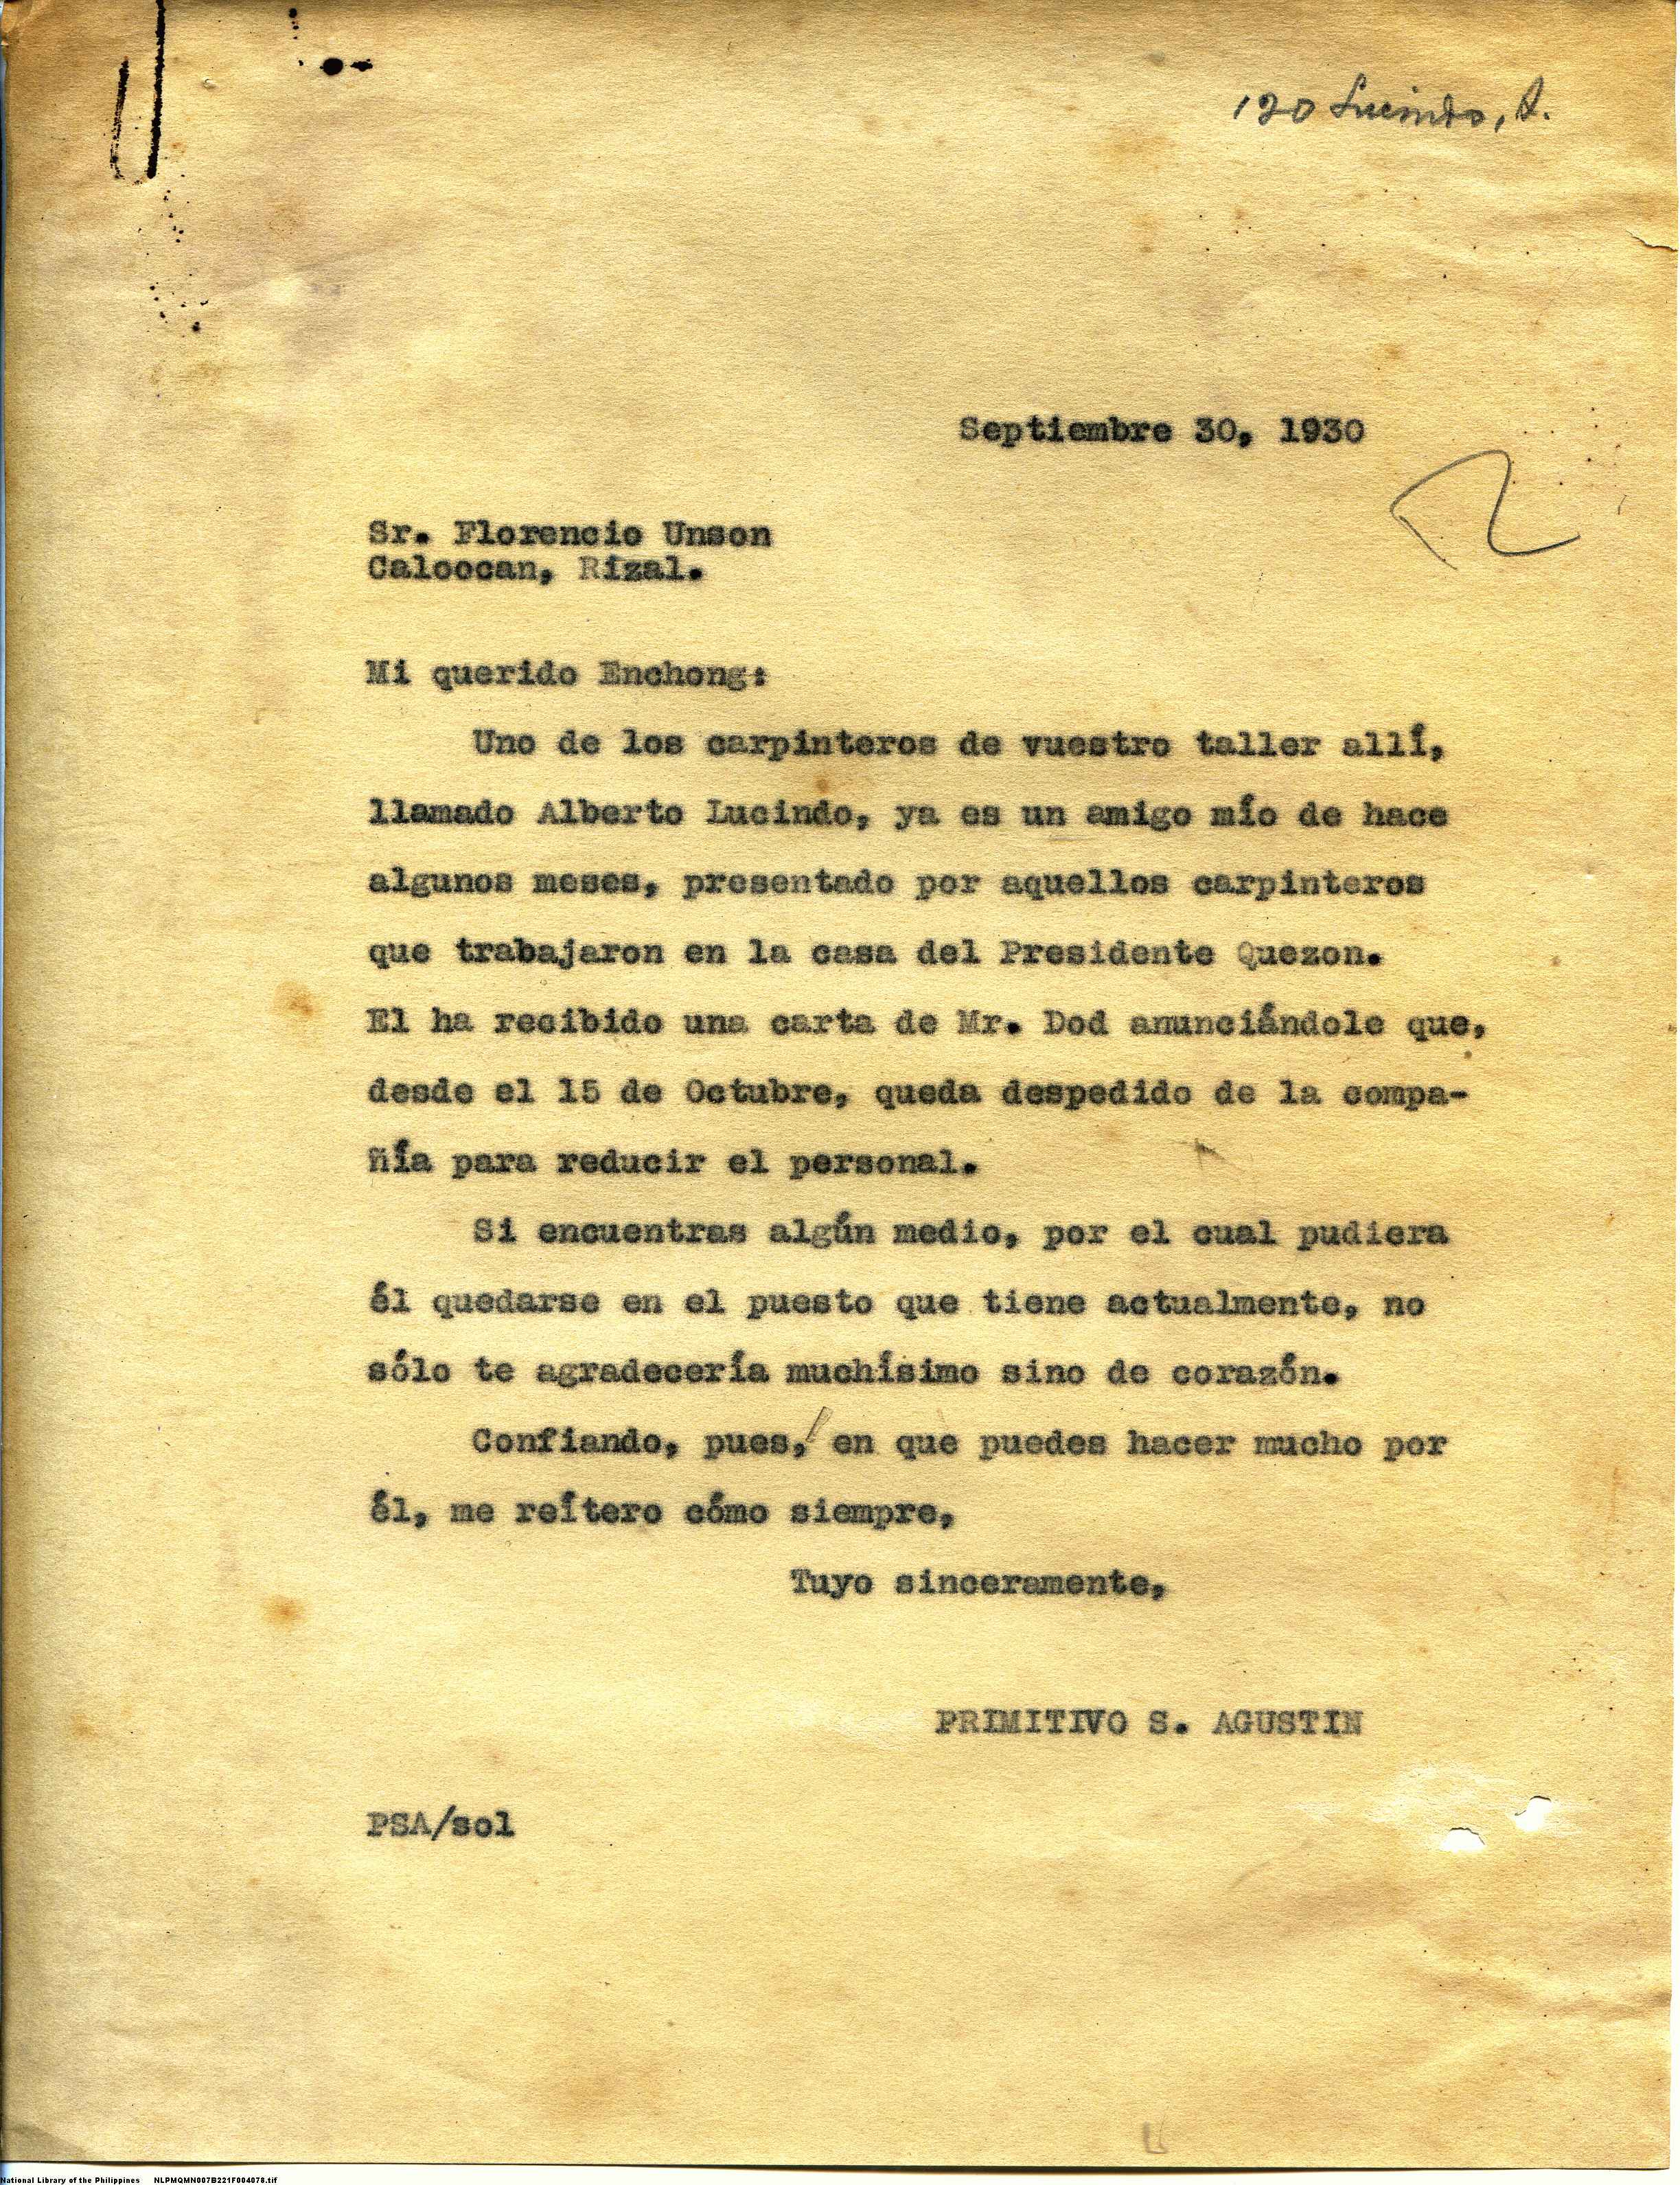 120 Lucindo, A.
Septiembre 30, 1930
Sr. Florencio Unson
Caloocan, Rizal.
Mi querido Enchong:
Uno de los carpinteros de vuestro taller allí,
llamado Alberto Lucindo, ya es un amigo mío de hace
algunos meses, presentado por aquellos carpinteros
que trabajaron en la casa del Presidente Quezon.
El ha recibido una carta de Mr. Dod anunciándole que,
desde el 15 de Octubre, queda despedido de la compa-
ñía para reducir el personal.
Si encuentras algún medio, por el cual pudiera
él quedarse en el puesto que tiene actualmente, no
sólo te agradecería muchísimo sino de corazón.
Confiando, pues, en que puedes hacer mucho por
él, me reítero cómo siempre,
Tuyo sinceramente,
PRIMITIVO S. AGUSTIN
PSA/sol
National Library of the Philippines NLPMQMN007B221F004078.tif